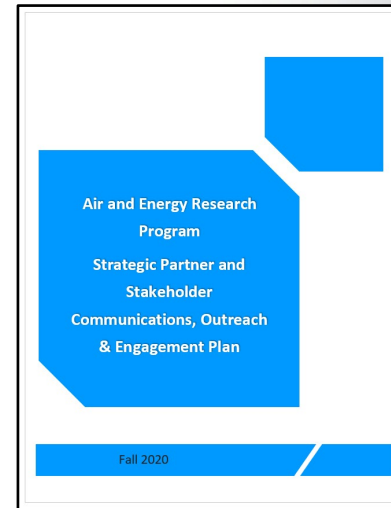 Air and Energy Research
Program
Strategic Partner and
Stakeholder
Communications, Outreach
& Engagement Plan
Fall 2020